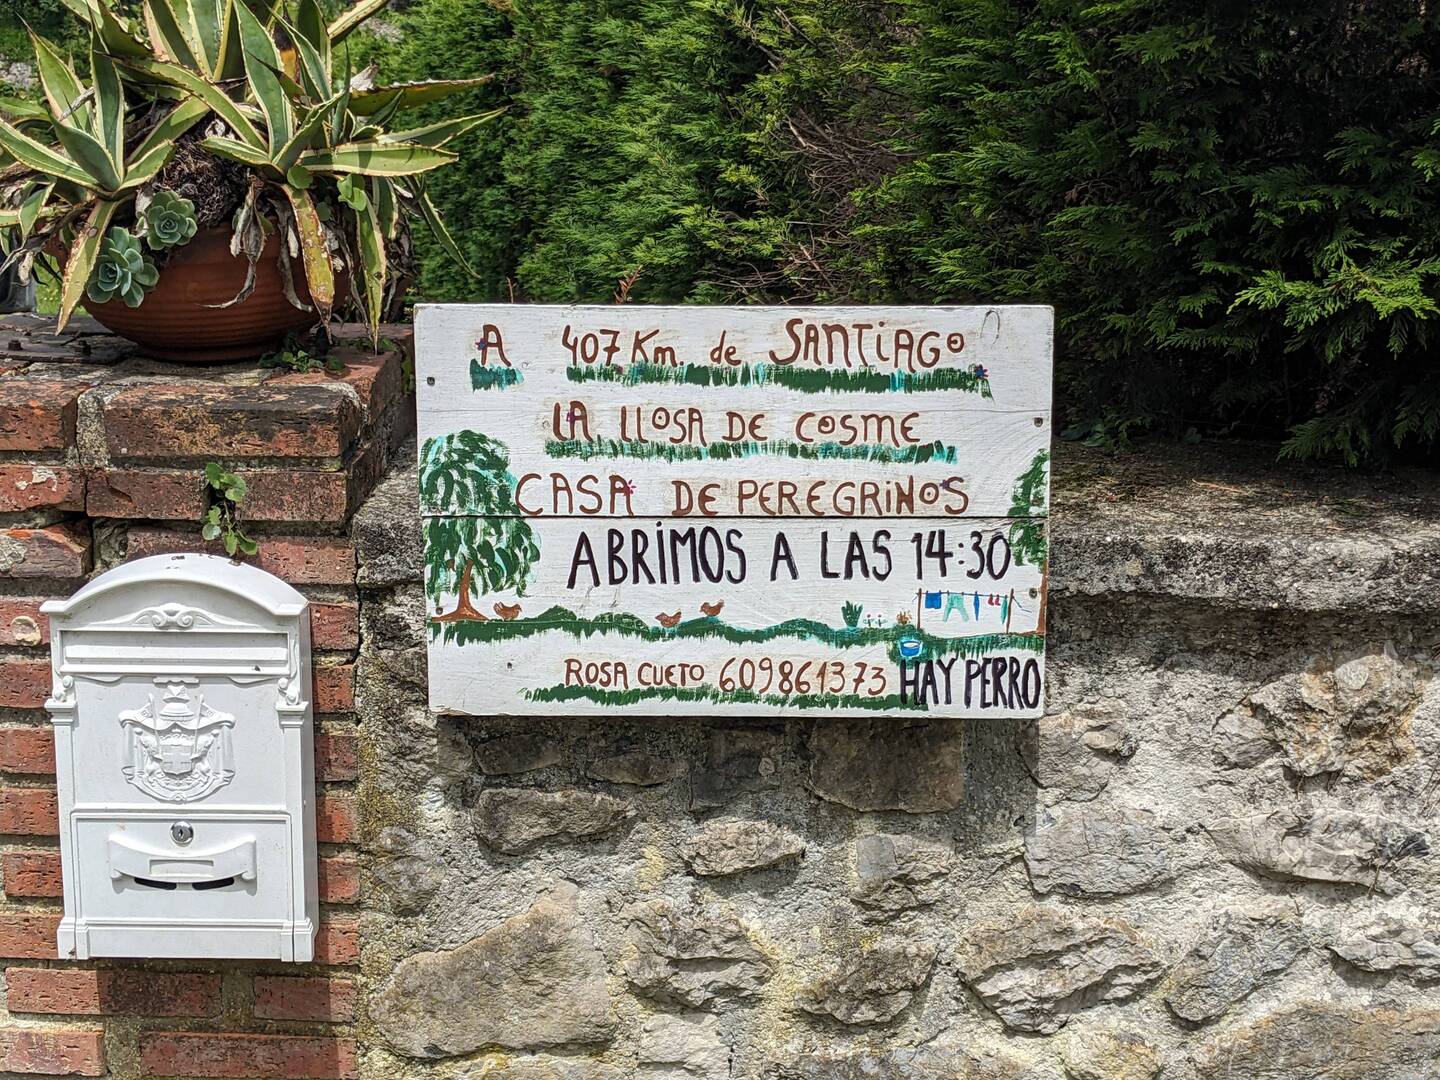 A 407 Km. de SANTIAGO
LA LLOSA DE COSME
CASA DE PEREGRINOS
ABRIMOS A LAS 14:30
ROSA CUETO 609861373 HAY PERRO